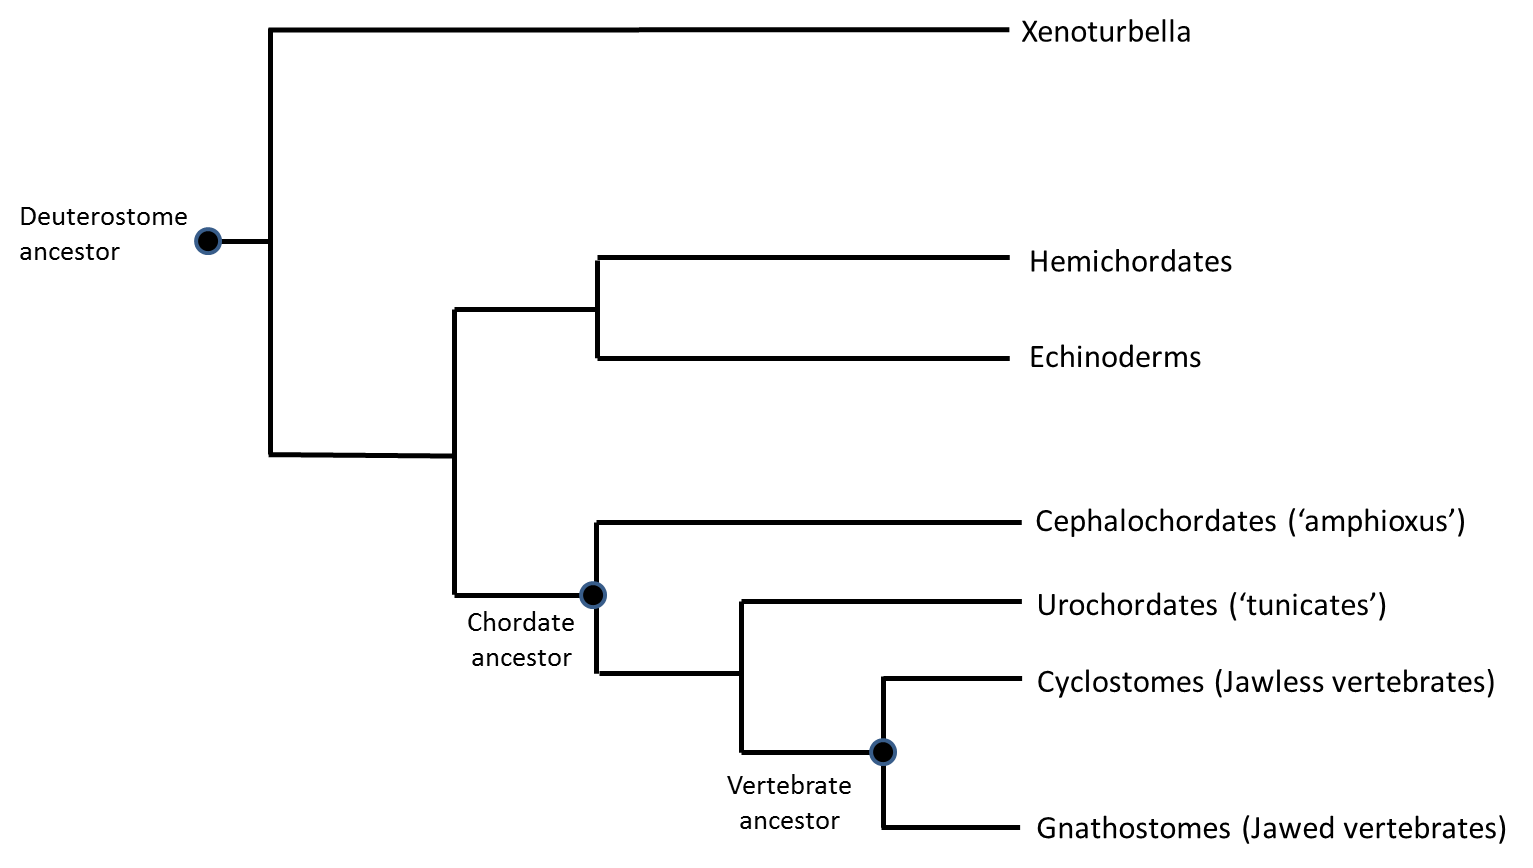 Xenoturbella
Deuterostome
ancestor
Hemichordates
Echinoderms
Cephalochordates (‘amphioxus’)
Urochordates (‘tunicates’)
Chordate
ancestor
Cyclostomes (Jawless vertebrates)
Vertebrate
ancestor
Gnathostomes (Jawed vertebrates)